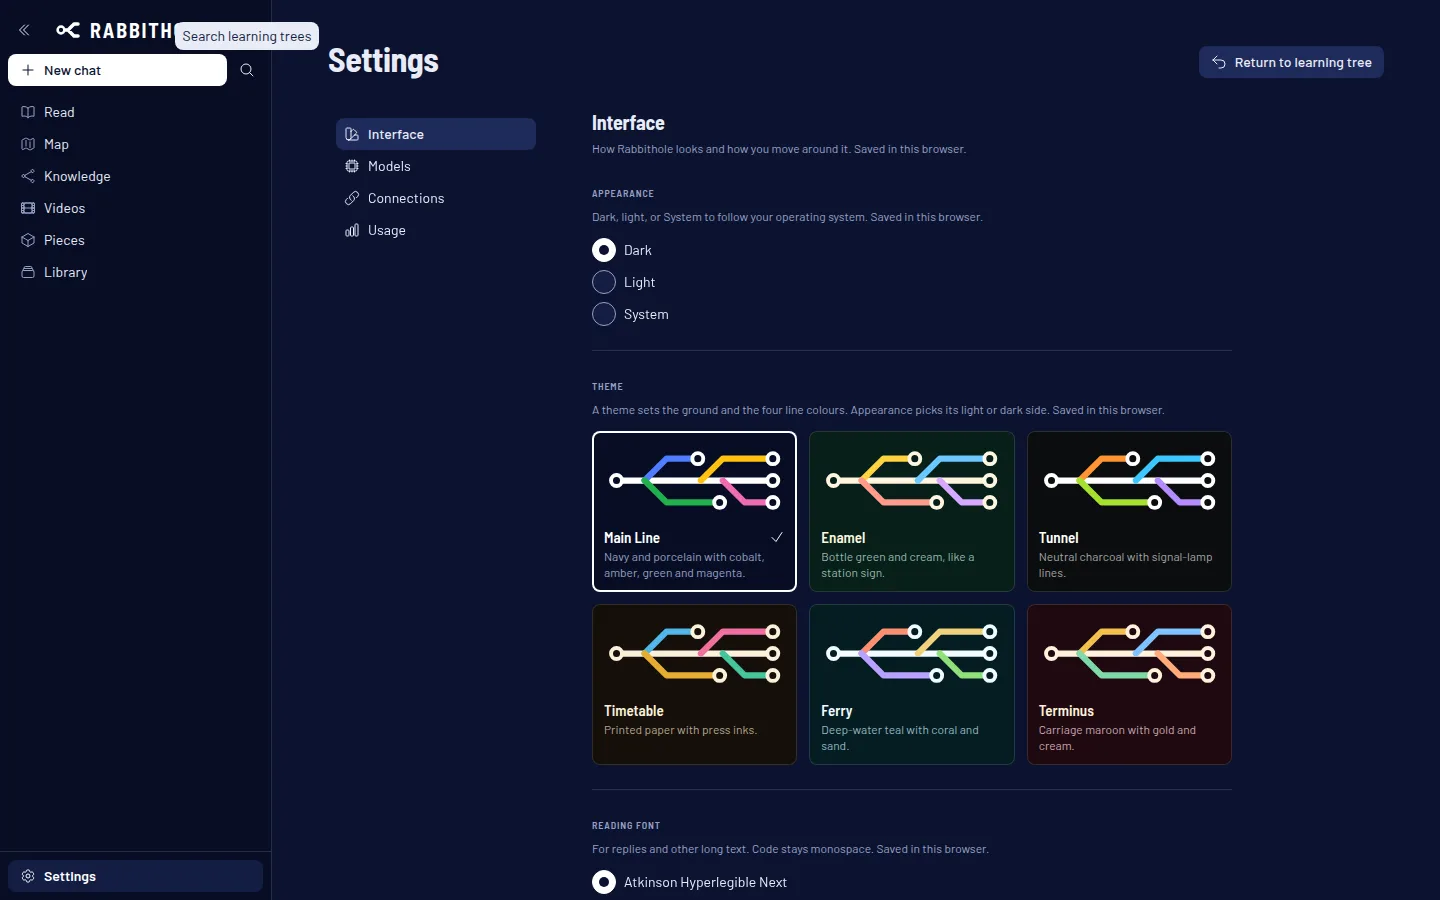 RABBITH
Search learning trees
New chat
Read
Map
Knowledge
Videos
Pieces
Library
Settings
Settings
Return to learning tree
Interface
Models
Connections
Usage
Interface
How Rabbithole looks and how you move around it. Saved in this browser.
APPEARANCE
Dark, light, or System to follow your operating system. Saved in this browser.
Dark
Light
System
THEME
A theme sets the ground and the four line colours. Appearance picks its light or dark side. Saved in this browser.
Main Line
Navy and porcelain with cobalt,
amber, green and magenta.
Enamel
Bottle green and cream, like a
station sign.
Tunnel
Neutral charcoal with signal-lamp
lines.
Timetable
Printed paper with press inks.
Ferry
Deep-water teal with coral and
sand.
Terminus
Carriage maroon with gold and
cream.
READING FONT
For replies and other long text. Code stays monospace. Saved in this browser.
Atkinson Hyperlegible Next